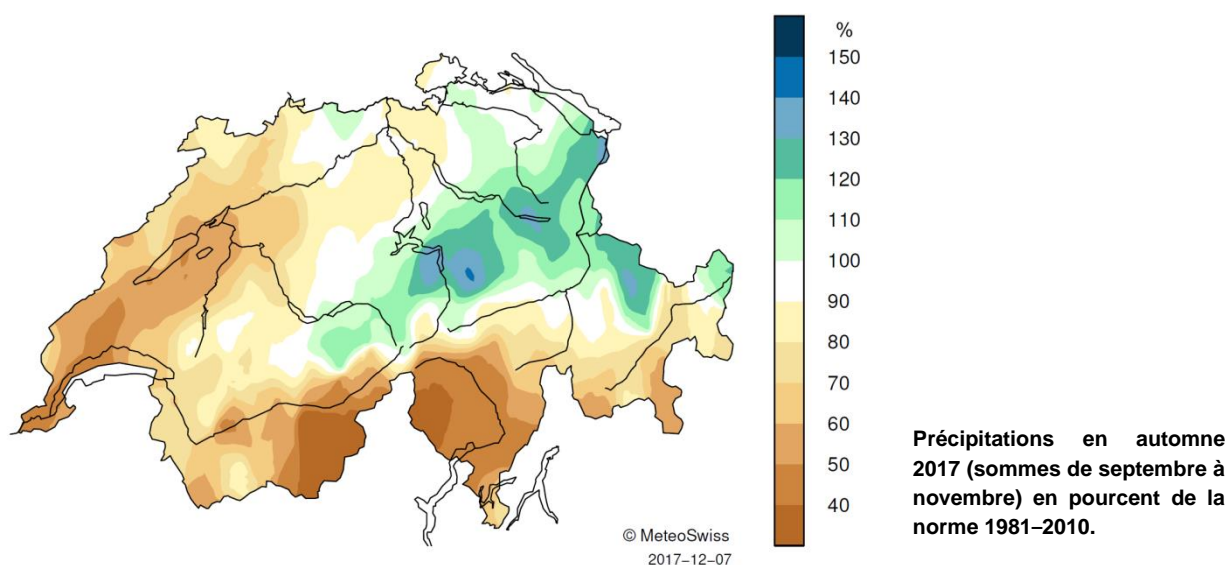 %
150
140
130
120
110
100
90
80
70
60
50
40
© MeteoSwiss
2017–12–07
Précipitations en automne
2017 (sommes de septembre à
novembre) en pourcent de la
norme 1981–2010.